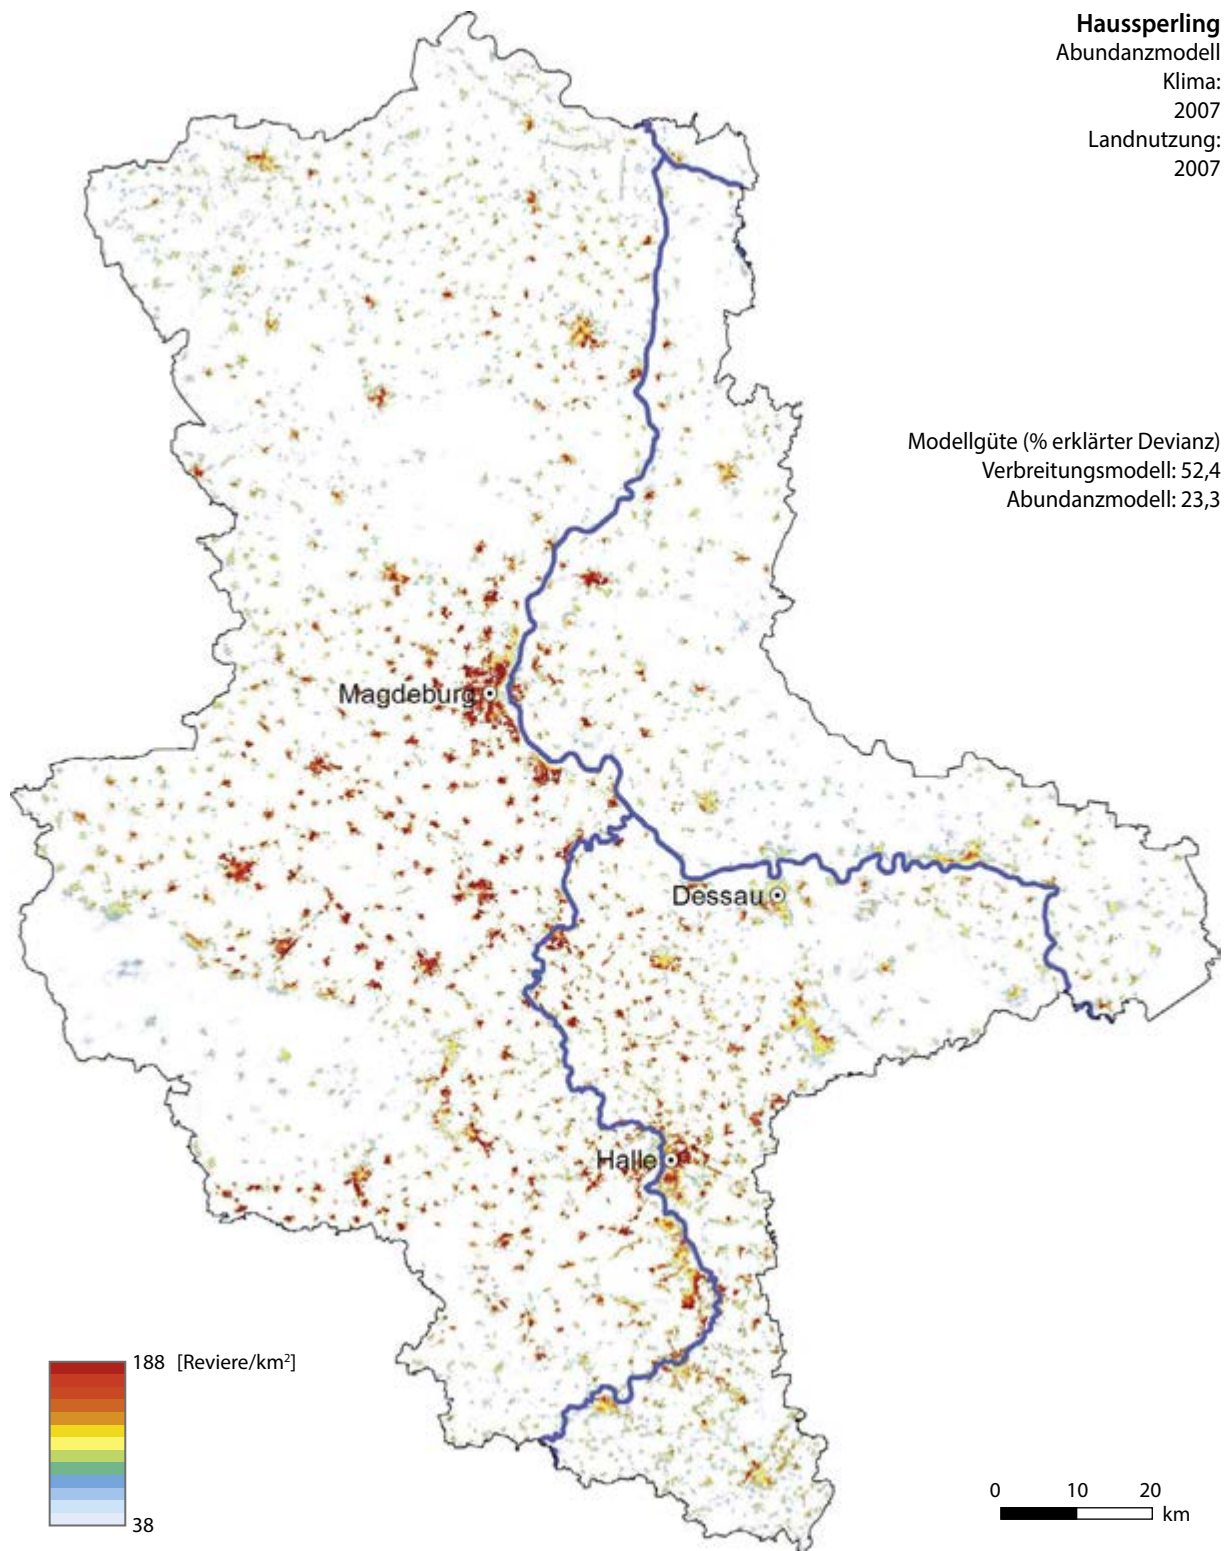 Haussperling
Abundanzmodell
Klima:
2007
Landnutzung:
2007
Modellgüte (% erklärter Devianz)
Verbreitungsmodell: 52,4
Abundanzmodell: 23,3
Magdeburg
Dessau
Halle
188 [Reviere/km²]
38
0 10 20
km